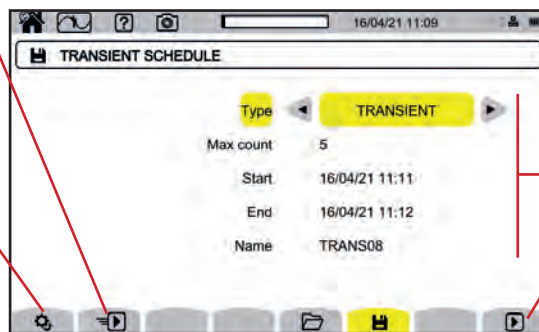 16/04/21 11:09
TRANSIENT SCHEDULE
Type TRANSIENT
Max count 5
Start 16/04/21 11:11
End 16/04/21 11:12
Name TRANS08